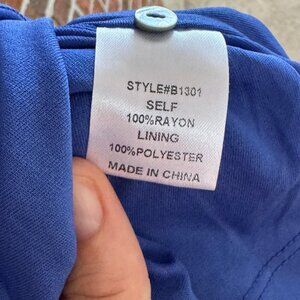 STYLE#B1301
SELF
100%RAYON
LINING
100%POLYESTER
MADE IN CHINA